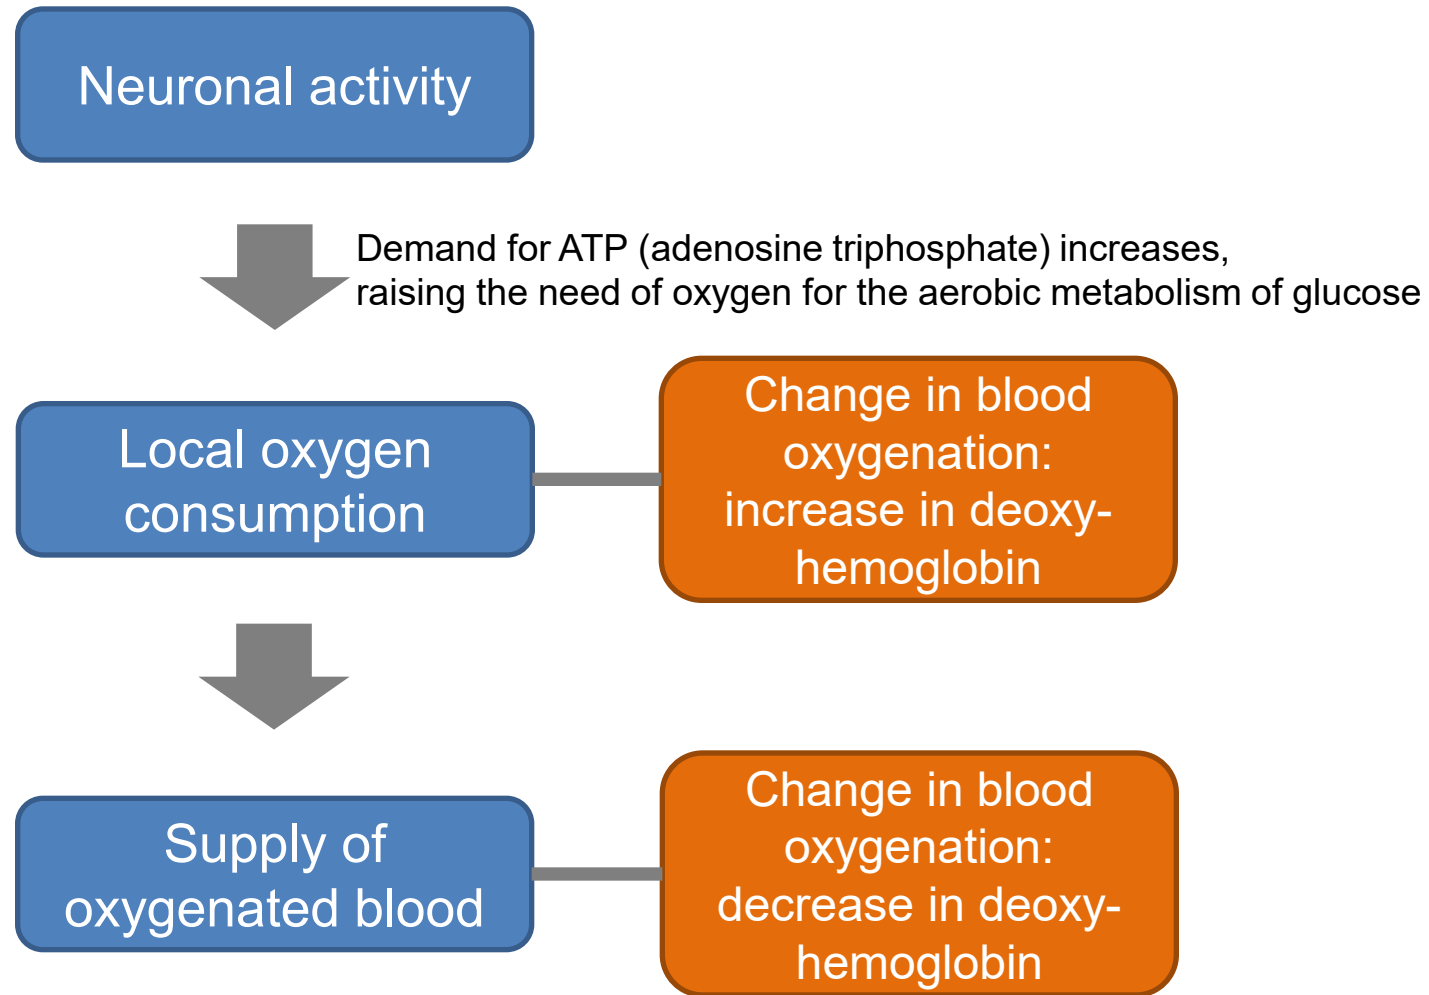 Neuronal activity
Demand for ATP (adenosine triphosphate) increases,
raising the need of oxygen for the aerobic metabolism of glucose
Local oxygen
consumption
Change in blood
oxygenation:
increase in deoxy-
hemoglobin
Supply of
oxygenated blood
Change in blood
oxygenation:
decrease in deoxy-
hemoglobin